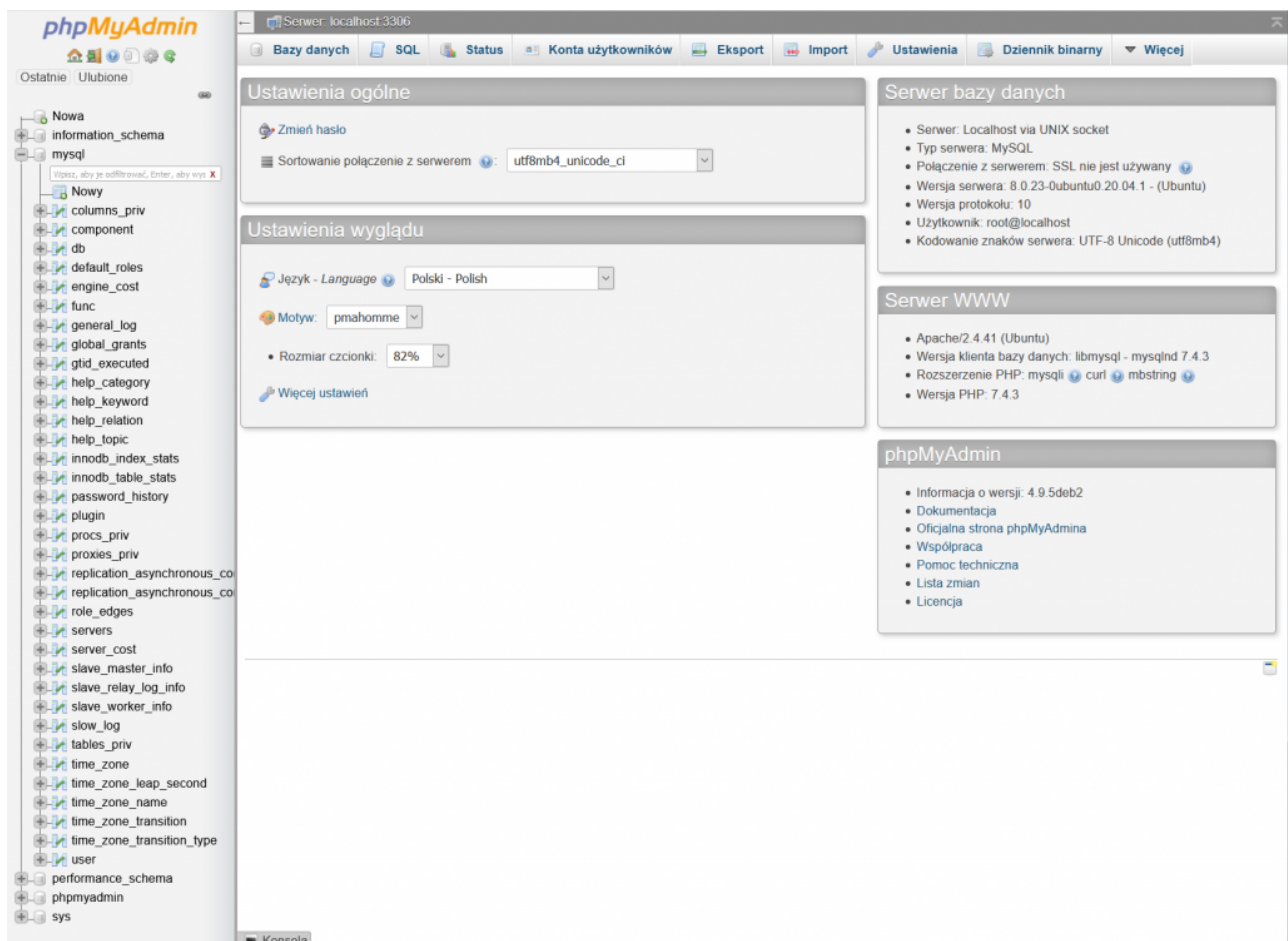 phpMyAdmin
Ostatnie Ulubione
Nowa
information_schema
mysql
Wpisz, aby je odfiltrować, Enter, aby wys X
Nowy
columns_priv
component
db
default_roles
engine_cost
func
general_log
global_grants
gtid_executed
help_category
help_keyword
help_relation
help_topic
innodb_index_stats
innodb_table_stats
password_history
plugin
procs_priv
proxies_priv
replication_asynchronous_co
replication_asynchronous_co
role_edges
servers
server_cost
slave_master_info
slave_relay_log_info
slave_worker_info
slow_log
tables_priv
time_zone
time_zone_leap_second
time_zone_name
time_zone_transition
time_zone_transition_type
user
performance_schema
phpmyadmin
sys
Serwer: localhost:3306
Bazy danych SQL Status Konta użytkowników Eksport Import Ustawienia Dziennik binarny Więcej
Ustawienia ogólne
Zmień hasło
Sortowanie połączenie z serwerem : utf8mb4_unicode_ci
Ustawienia wyglądu
Język - Language Polski - Polish
Motyw: pmahomme
• Rozmiar czcionki: 82%
Więcej ustawień
Serwer bazy danych
• Serwer: Localhost via UNIX socket
• Typ serwera: MySQL
• Połączenie z serwerem: SSL nie jest używany
• Wersja serwera: 8.0.23-0ubuntu0.20.04.1 - (Ubuntu)
• Wersja protokołu: 10
• Użytkownik: root@localhost
• Kodowanie znaków serwera: UTF-8 Unicode (utf8mb4)
Serwer WWW
• Apache/2.4.41 (Ubuntu)
• Wersja klienta bazy danych: libmysql - mysqlnd 7.4.3
• Rozszerzenie PHP: mysqli curl mbstring
• Wersja PHP: 7.4.3
phpMyAdmin
• Informacja o wersji: 4.9.5deb2
• Dokumentacja
• Oficjalna strona phpMyAdmina
• Współpraca
• Pomoc techniczna
• Lista zmian
• Licencja
Konsola